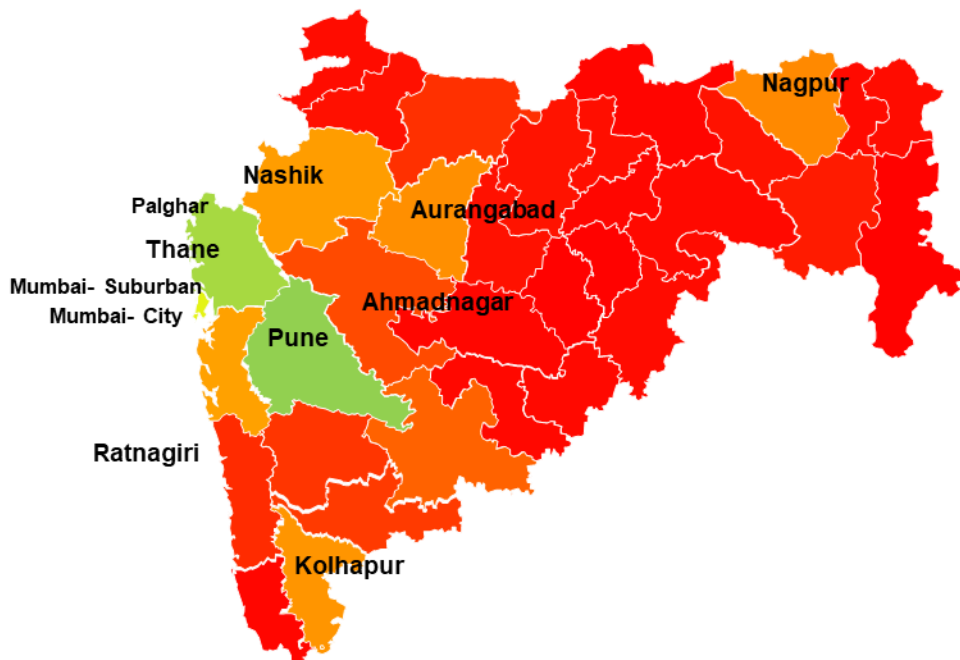 Nagpur
Nashik
Palghar
Aurangabad
Thane
Mumbai- Suburban
Ahmadnagar
Mumbai- City
Pune
Ratnagiri
Kolhapur